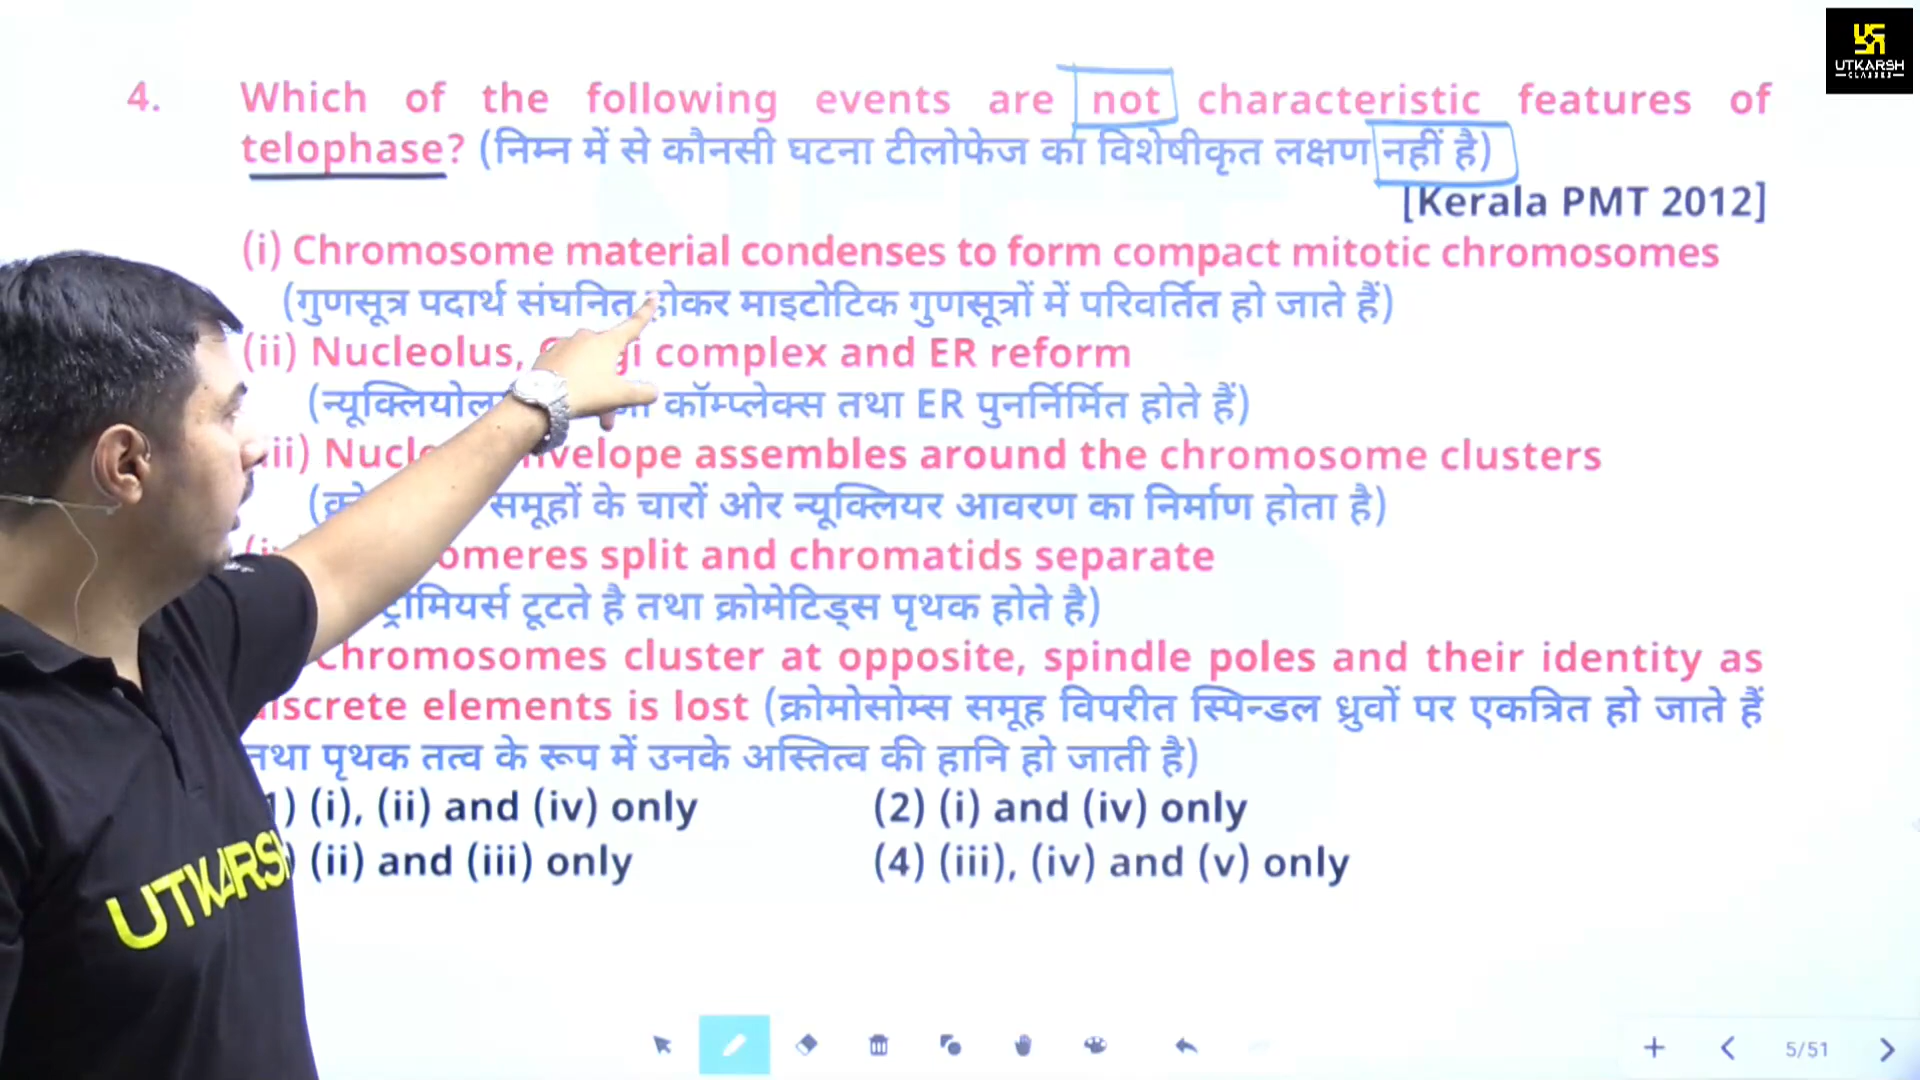 UTKARSH
CLASSES
4. Which of the following events are not characteristic features of
telophase? (निम्न में से कौनसी घटना टीलोफेज का विशेषीकृत लक्षण नहीं है)
[Kerala PMT 2012]
(i) Chromosome material condenses to form compact mitotic chromosomes
(गुणसूत्र पदार्थ संघनित होकर माइटोटिक गुणसूत्रों में परिवर्तित हो जाते हैं)
(ii) Nucleolus, complex and ER reform
कॉम्प्लेक्स तथा ER पुनर्निर्मित होते हैं)
assembles around the chromosome clusters
समूहों के चारों ओर न्यूक्लियर आवरण का निर्माण होता है)
split and chromatids separate
टूटते है तथा क्रोमेटिड्स पृथक होते है)
Chromosomes cluster at opposite, spindle poles and their identity as
discrete elements is lost (क्रोमोसोम्स समूह विपरीत स्पिन्डल ध्रुवों पर एकत्रित हो जाते हैं
तथा पृथक तत्व के रूप में उनके अस्तित्व की हानि हो जाती है)
1) (i), (ii) and (iv) only (2) (i) and (iv) only
(ii) and (iii) only (4) (iii), (iv) and (v) only
UTKARSH
5/51